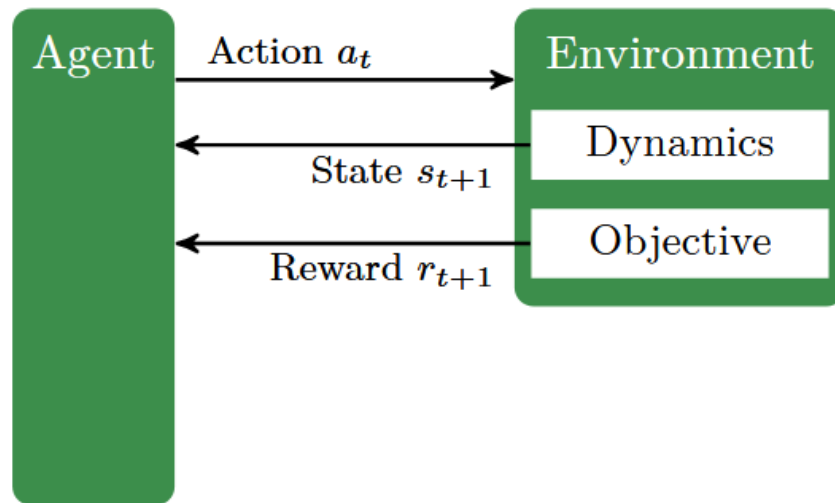 Agent
Action a_t
Environment
Dynamics
State s_{t+1}
Objective
Reward r_{t+1}